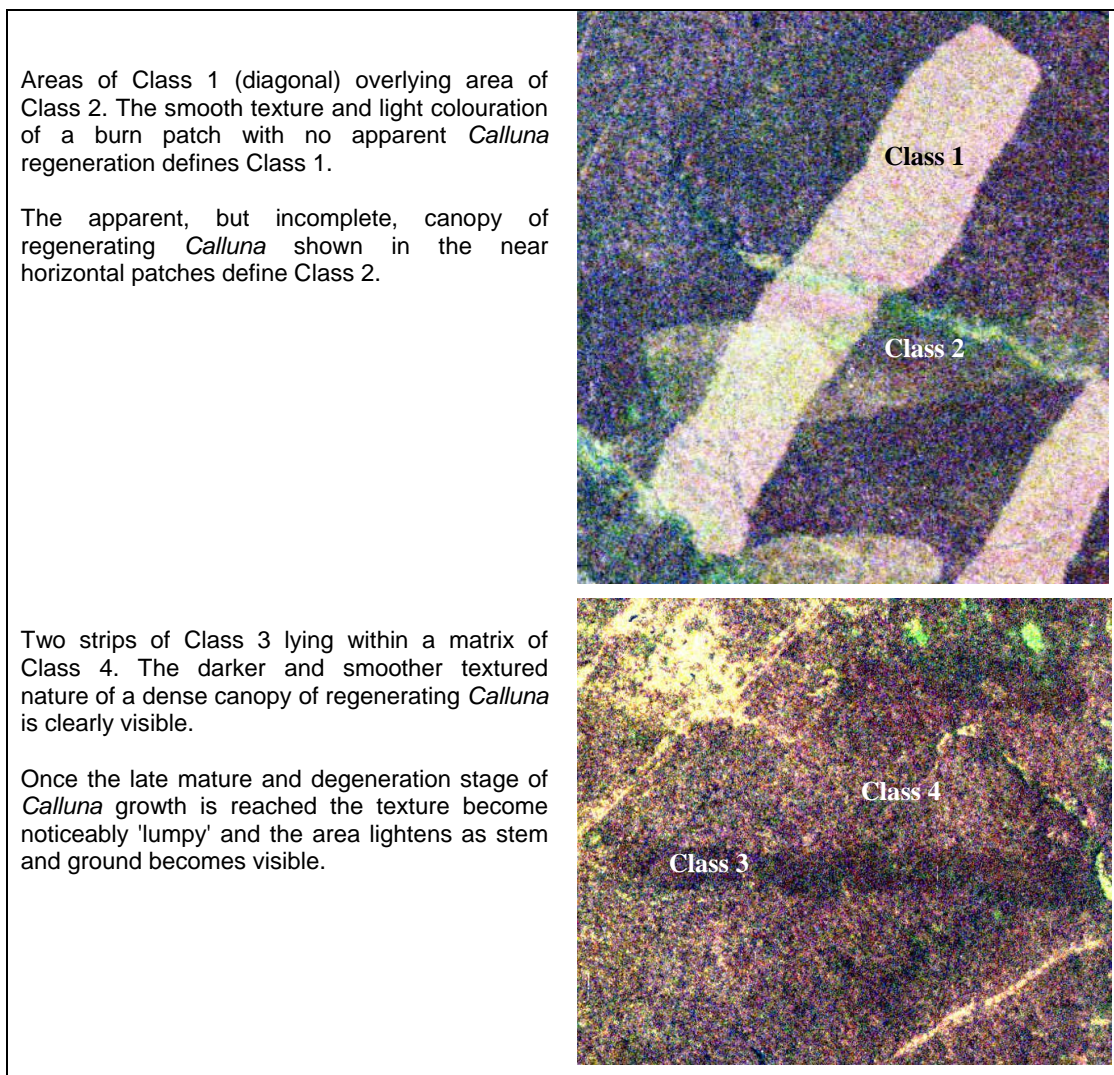 Areas of Class 1 (diagonal) overlying area of
Class 2. The smooth texture and light colouration
of a burn patch with no apparent Calluna
regeneration defines Class 1.
The apparent, but incomplete, canopy of
regenerating Calluna shown in the near
horizontal patches define Class 2.
Class 1
Class 2
Two strips of Class 3 lying within a matrix of
Class 4. The darker and smoother textured
nature of a dense canopy of regenerating Calluna
is clearly visible.
Once the late mature and degeneration stage of
Calluna growth is reached the texture become
noticeably 'lumpy' and the area lightens as stem
and ground becomes visible.
Class 4
Class 3